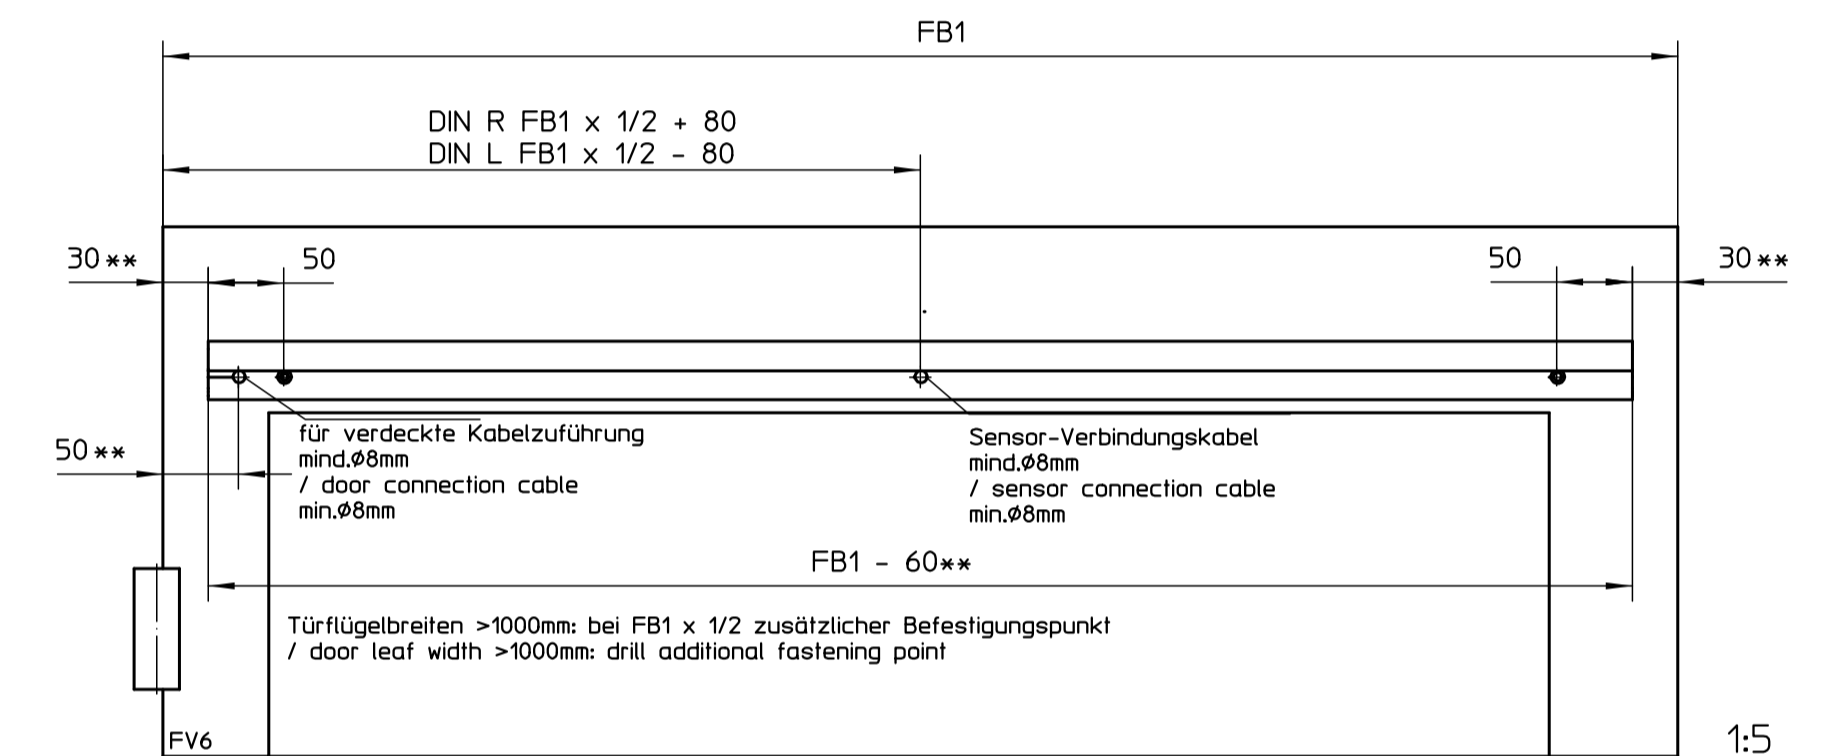 FB1
DIN R FB1 x 1/2 + 80
DIN L FB1 x 1/2 - 80
30**
50
50
30**
50**
für verdeckte Kabelzuführung
mind.Ø8mm
/ door connection cable
min.Ø8mm
Sensor-Verbindungskabel
mind.Ø8mm
/ sensor connection cable
min.Ø8mm
FB1 - 60**
Türflügelbreiten >1000mm: bei FB1 x 1/2 zusätzlicher Befestigungspunkt
/ door leaf width >1000mm: drill additional fastening point
FV6
1:5